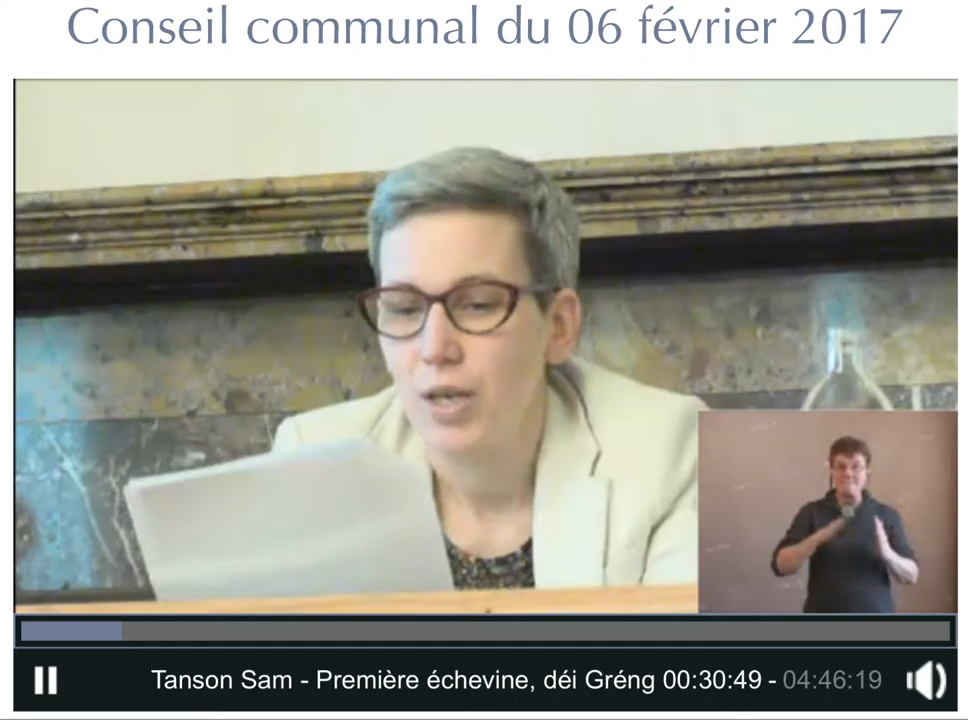 Conseil communal du 06 février 2017
Tanson Sam - Première échevine, déi Gréng 00:30:49 - 04:46:19